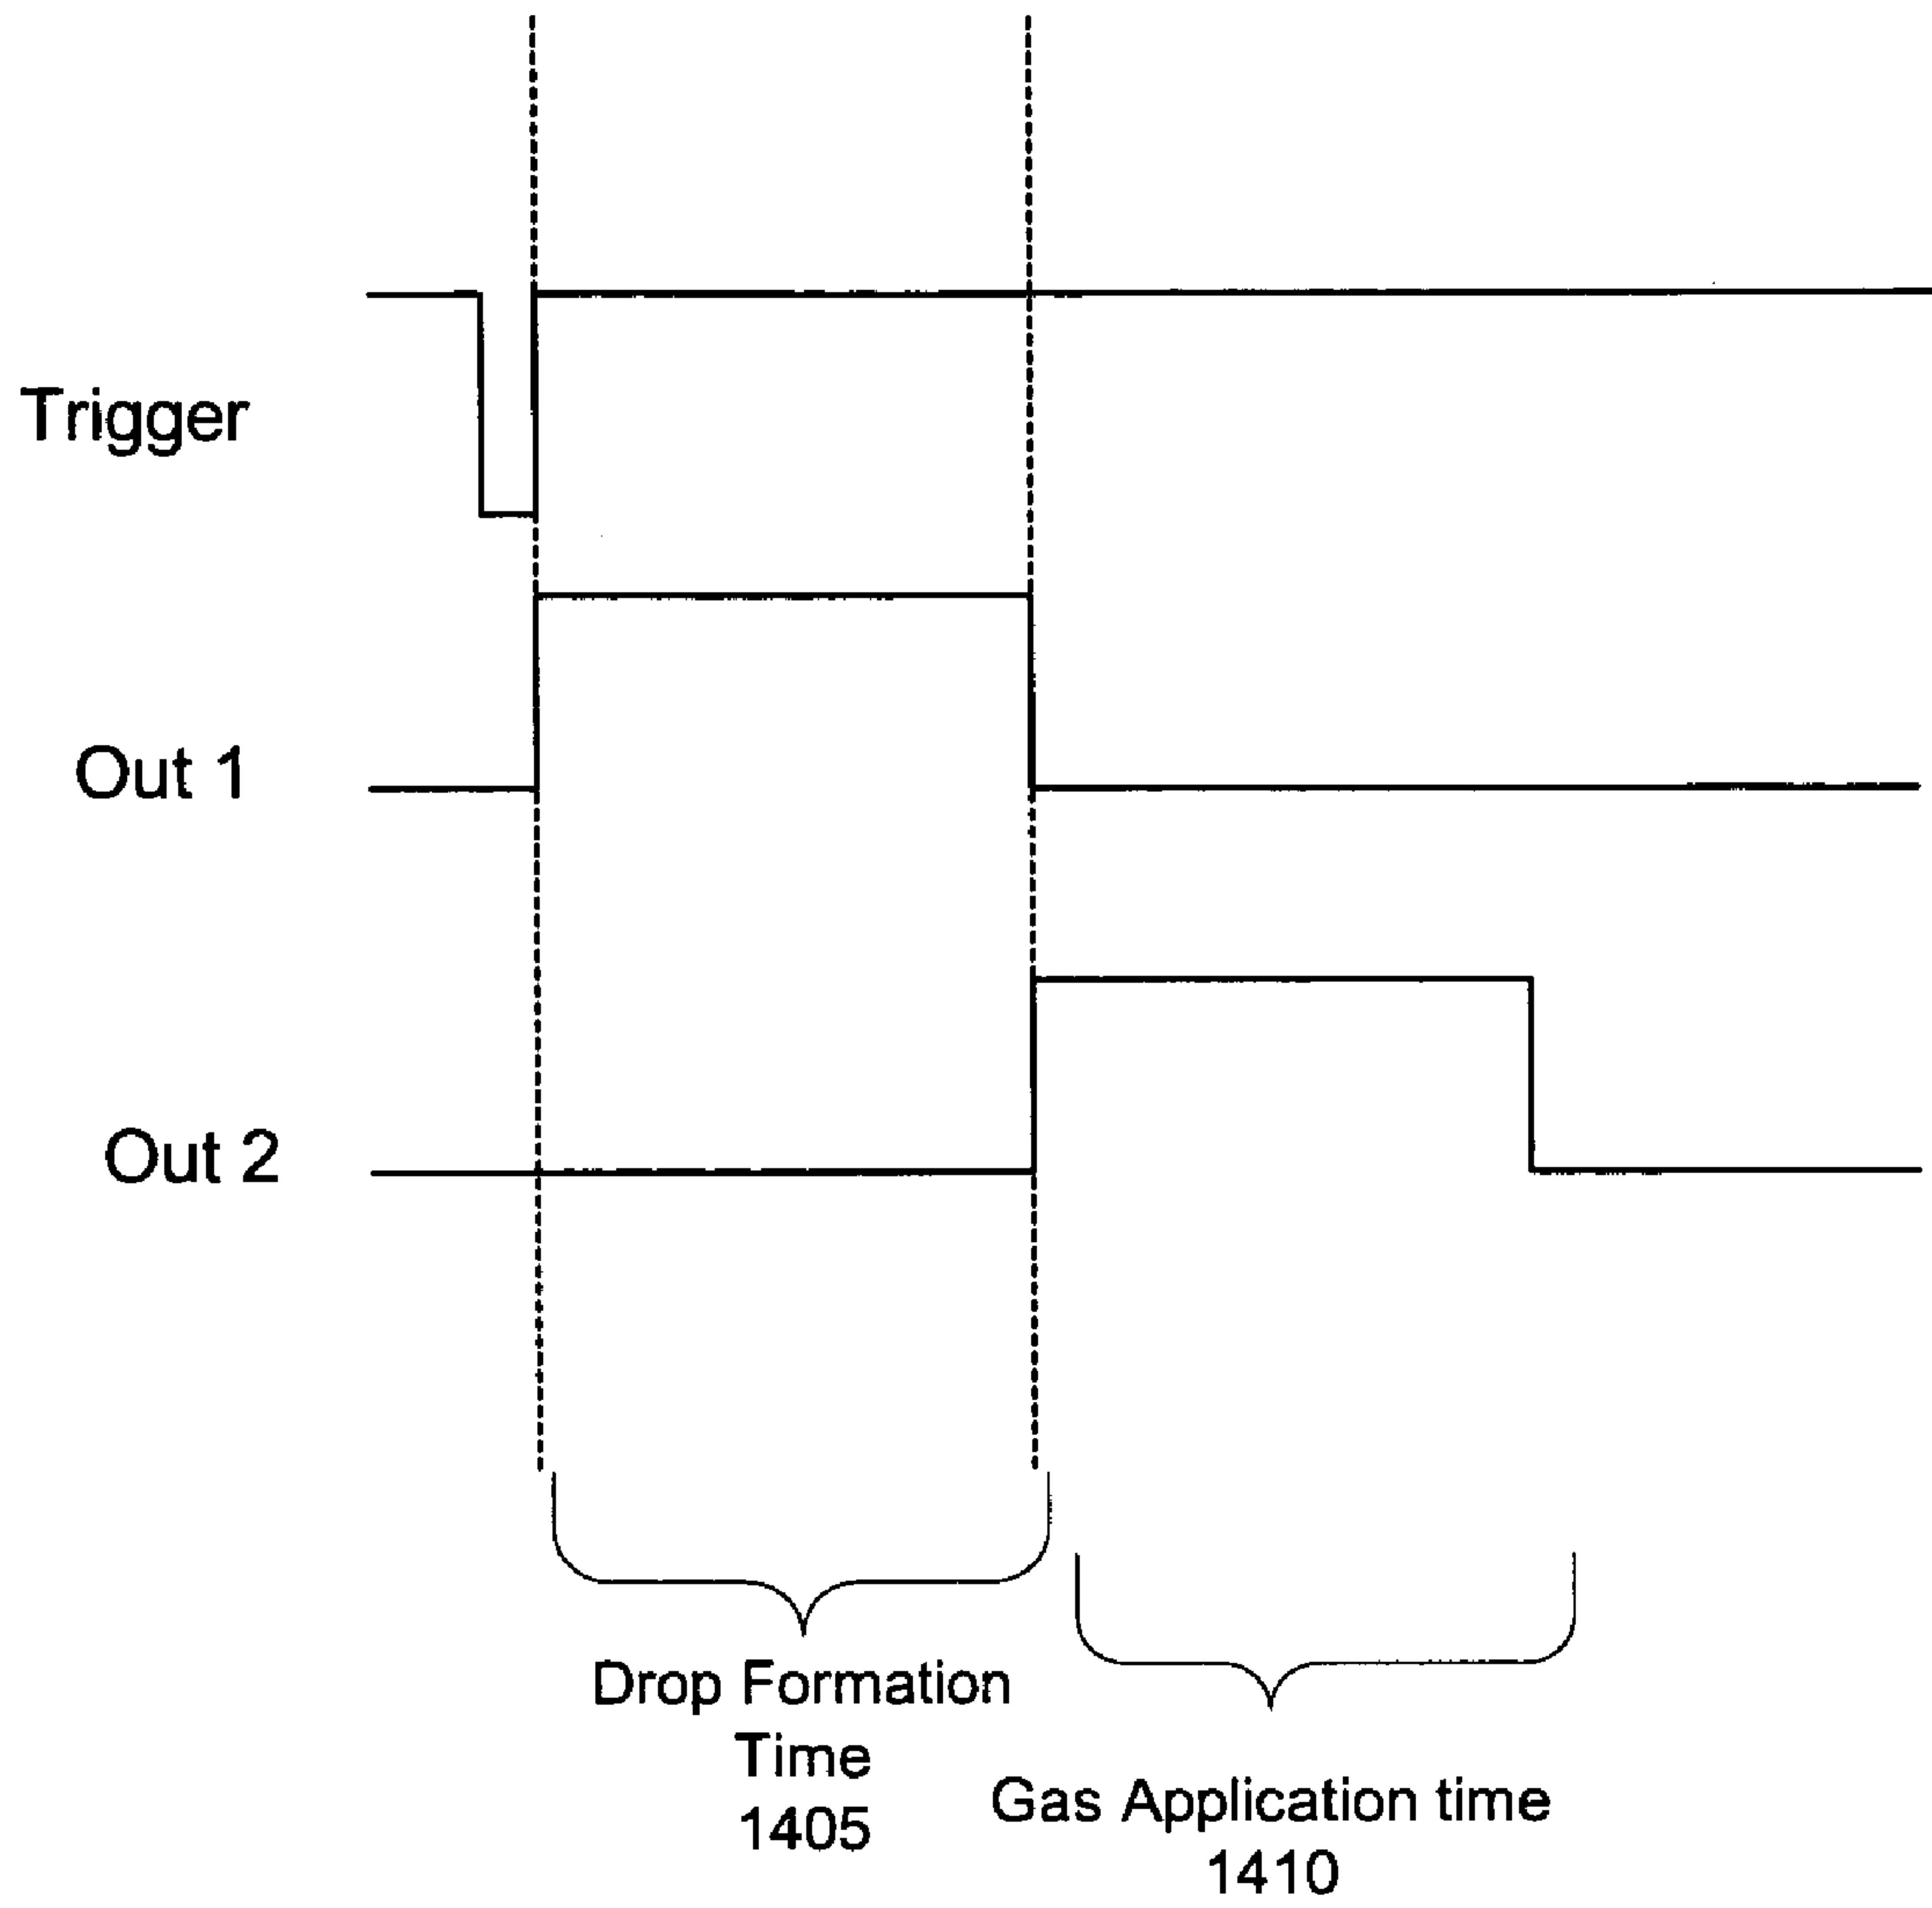 Trigger
Out 1
Out 2
Drop Formation
Time
1405
Gas Application time
1410